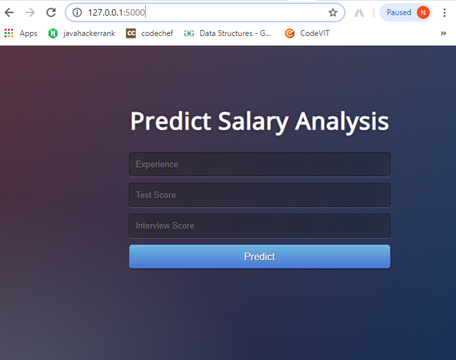 127.0.0.1:5000
Paused N
Apps javahackerrank codechef Data Structures - G... CodeVIT »
Predict Salary Analysis
Experience
Test Score
Interview Score
Predict